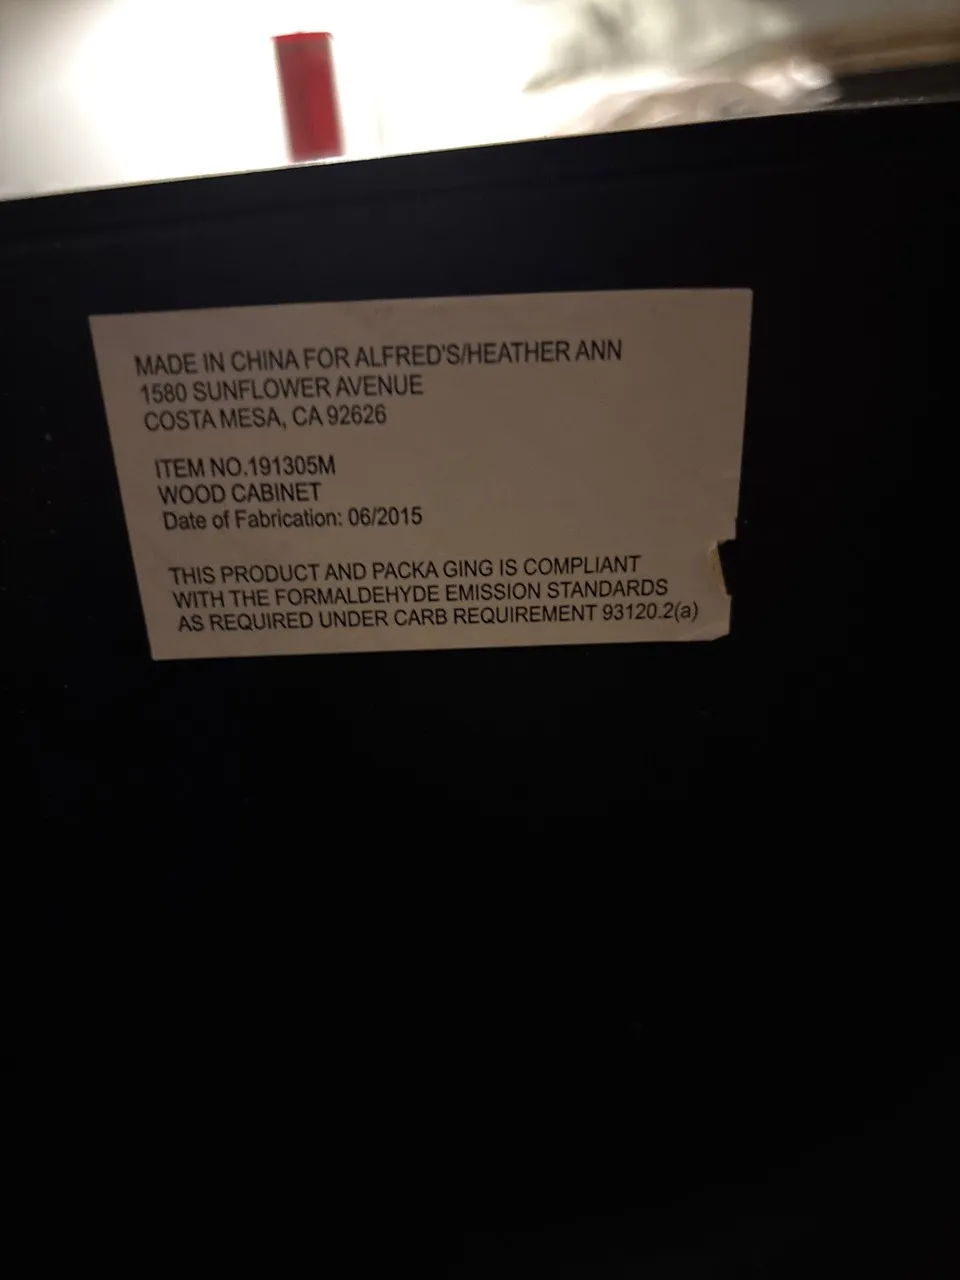 MADE IN CHINA FOR ALFRED'S/HEATHER ANN
1580 SUNFLOWER AVENUE
COSTA MESA, CA 92626
ITEM NO.191305M
WOOD CABINET
Date of Fabrication: 06/2015
THIS PRODUCT AND PACKA GING IS COMPLIANT
WITH THE FORMALDEHYDE EMISSION STANDARDS
AS REQUIRED UNDER CARB REQUIREMENT 93120.2(a)